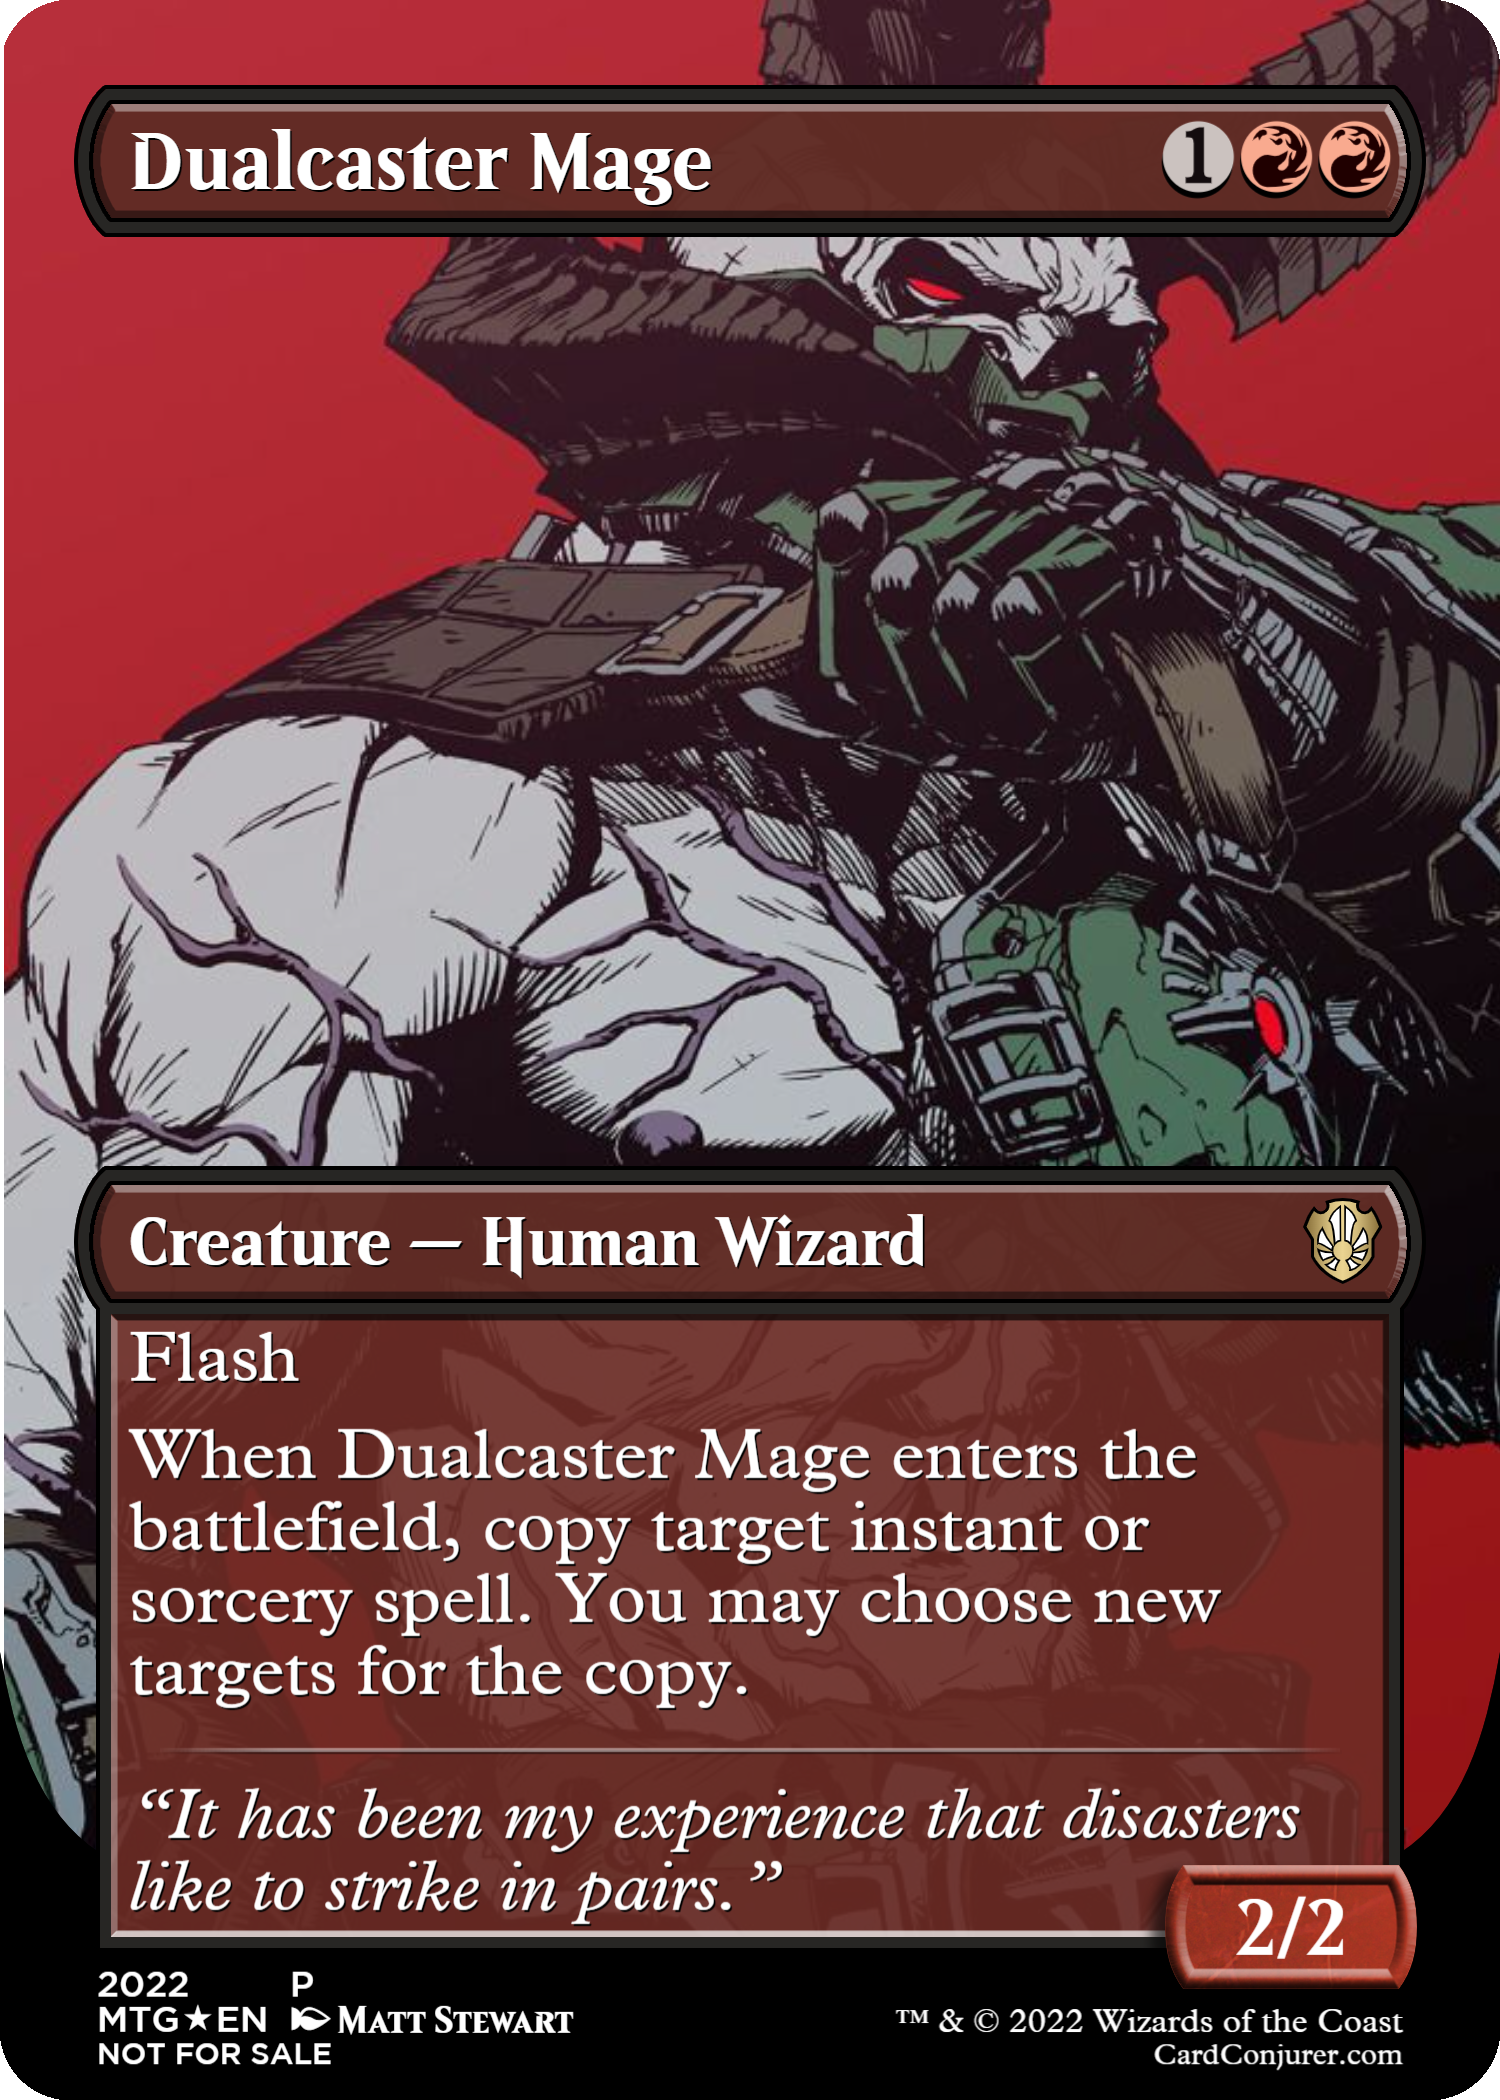 Dualcaster Mage 1
Creature — Human Wizard
Flash
When Dualcaster Mage enters the
battlefield, copy target instant or
sorcery spell. You may choose new
targets for the copy.
“It has been my experience that disasters
like to strike in pairs.”
2/2
2022 P
MTG★EN MATT STEWART
NOT FOR SALE
™ & © 2022 Wizards of the Coast
CardConjurer.com